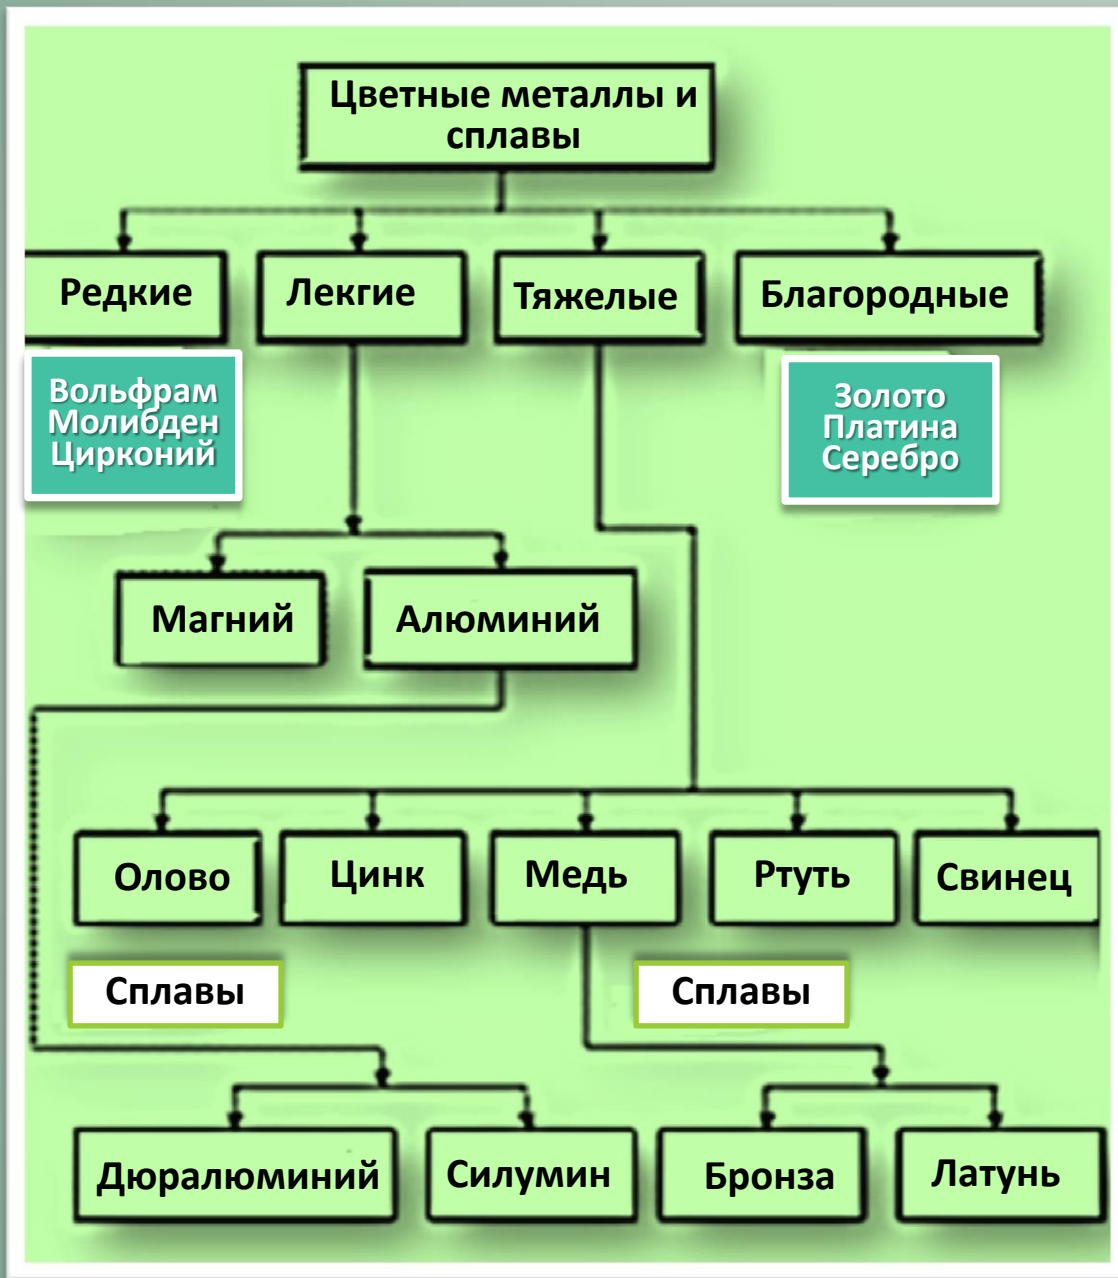 Цветные металлы и
сплавы
Редкие
Лекгие
Тяжелые
Благородные
Вольфрам
Молибден
Цирконий
Золото
Платина
Серебро
Магний
Алюминий
Олово
Цинк
Медь
Ртуть
Свинец
Сплавы
Сплавы
Дюралюминий
Силумин
Бронза
Латунь